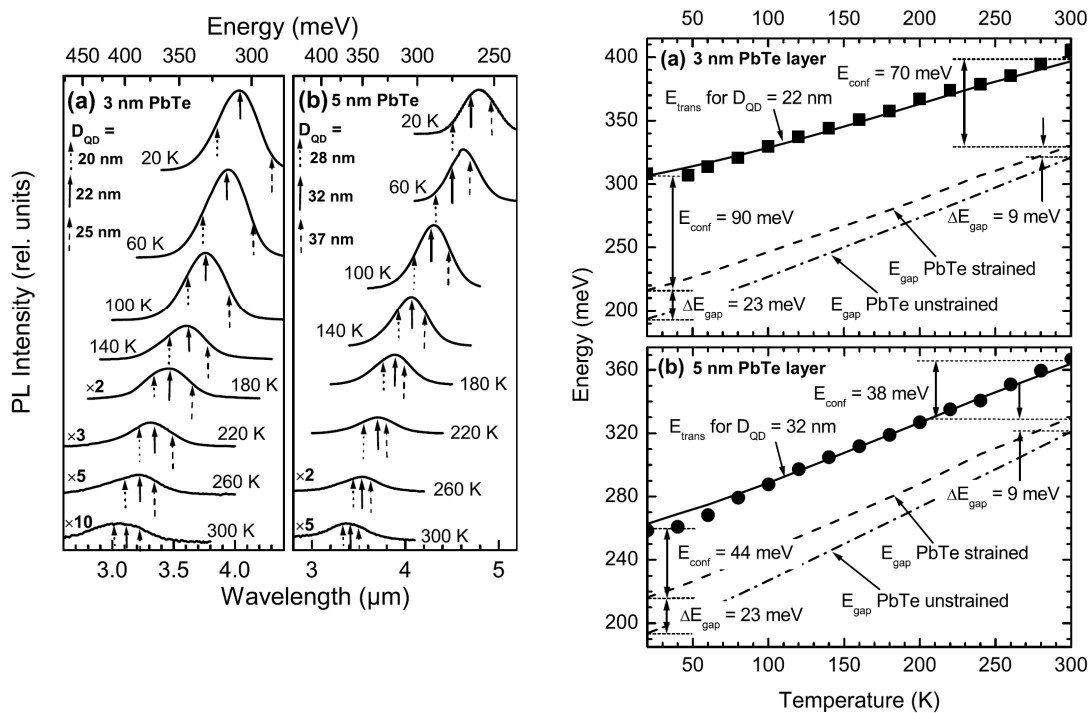 Energy (meV)
450 400 350 300
400 350 300 250
(a) 3 nm PbTe
(b) 5 nm PbTe
D_QD =
20 nm
22 nm
25 nm
20 K
60 K
100 K
140 K
×2
180 K
×3
220 K
×5
260 K
×10
300 K
D_QD =
28 nm
32 nm
37 nm
20 K
60 K
100 K
140 K
180 K
220 K
×2
260 K
×5
300 K
3.0 3.5 4.0
3 4 5
Wavelength (µm)
PL Intensity (rel. units)
50 100 150 200 250 300
400
300
200
(a) 3 nm PbTe layer
E_conf = 70 meV
E_trans for D_QD = 22 nm
E_conf = 90 meV
ΔE_gap = 9 meV
E_gap PbTe strained
ΔE_gap = 23 meV
E_gap PbTe unstrained
Energy (meV)
360
320
280
240
200
(b) 5 nm PbTe layer
E_conf = 38 meV
E_trans for D_QD = 32 nm
ΔE_gap = 9 meV
E_conf = 44 meV
E_gap PbTe strained
E_gap PbTe unstrained
ΔE_gap = 23 meV
50 100 150 200 250 300
Temperature (K)